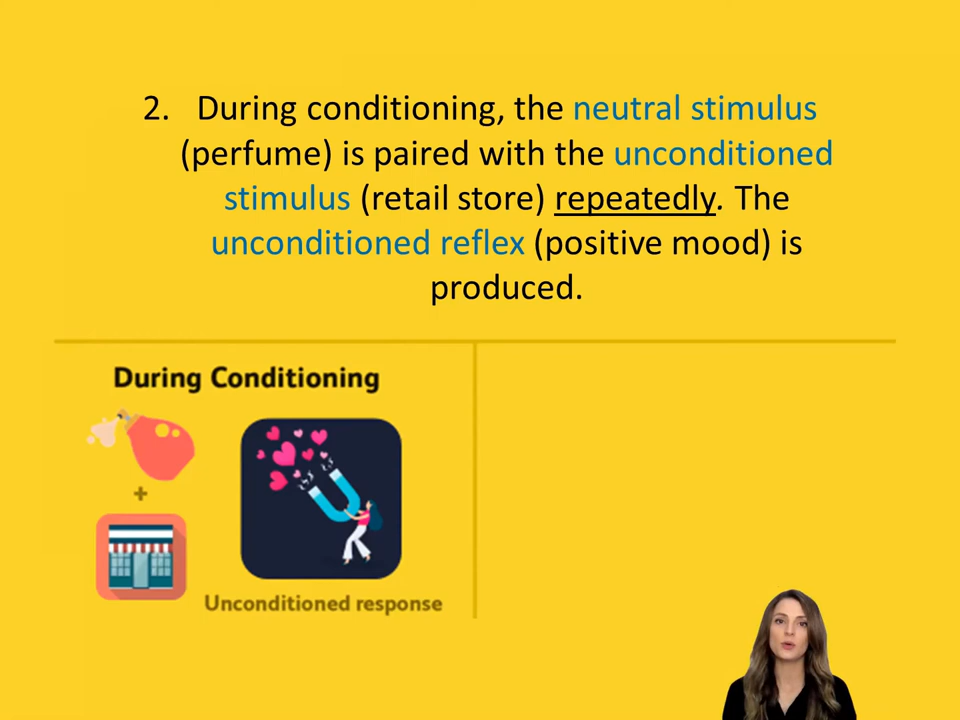 2. During conditioning, the neutral stimulus
(perfume) is paired with the unconditioned
stimulus (retail store) repeatedly. The
unconditioned reflex (positive mood) is
produced.
During Conditioning
+
Unconditioned response